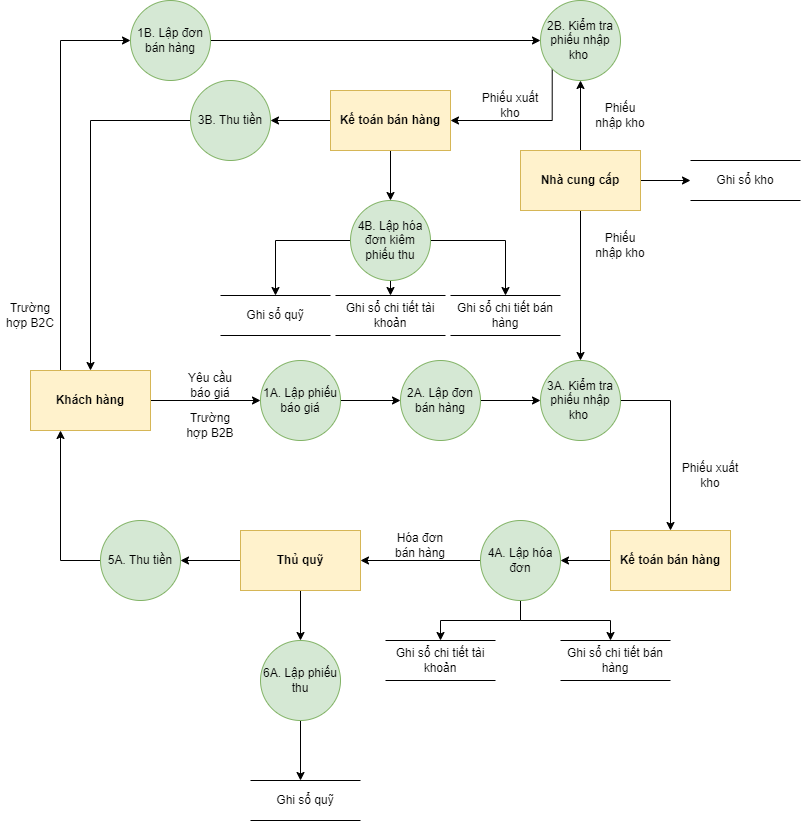 1B. Lập đơn
bán hàng
2B. Kiểm tra
phiếu nhập
kho
3B. Thu tiền
Kế toán bán hàng
Phiếu xuất
kho
Phiếu
nhập kho
Nhà cung cấp
Ghi sổ kho
4B. Lập hóa
đơn kiêm
phiếu thu
Phiếu
nhập kho
Ghi sổ quỹ
Ghi sổ chi tiết tài
khoản
Ghi sổ chi tiết bán
hàng
Trường
hợp B2C
Khách hàng
Yêu cầu
báo giá
Trường
hợp B2B
1A. Lập phiếu
báo giá
2A. Lập đơn
bán hàng
3A. Kiểm tra
phiếu nhập
kho
Phiếu xuất
kho
5A. Thu tiền
Thủ quỹ
Hóa đơn
bán hàng
4A. Lập hóa
đơn
Kế toán bán hàng
6A. Lập phiếu
thu
Ghi sổ chi tiết tài
khoản
Ghi sổ chi tiết bán
hàng
Ghi sổ quỹ